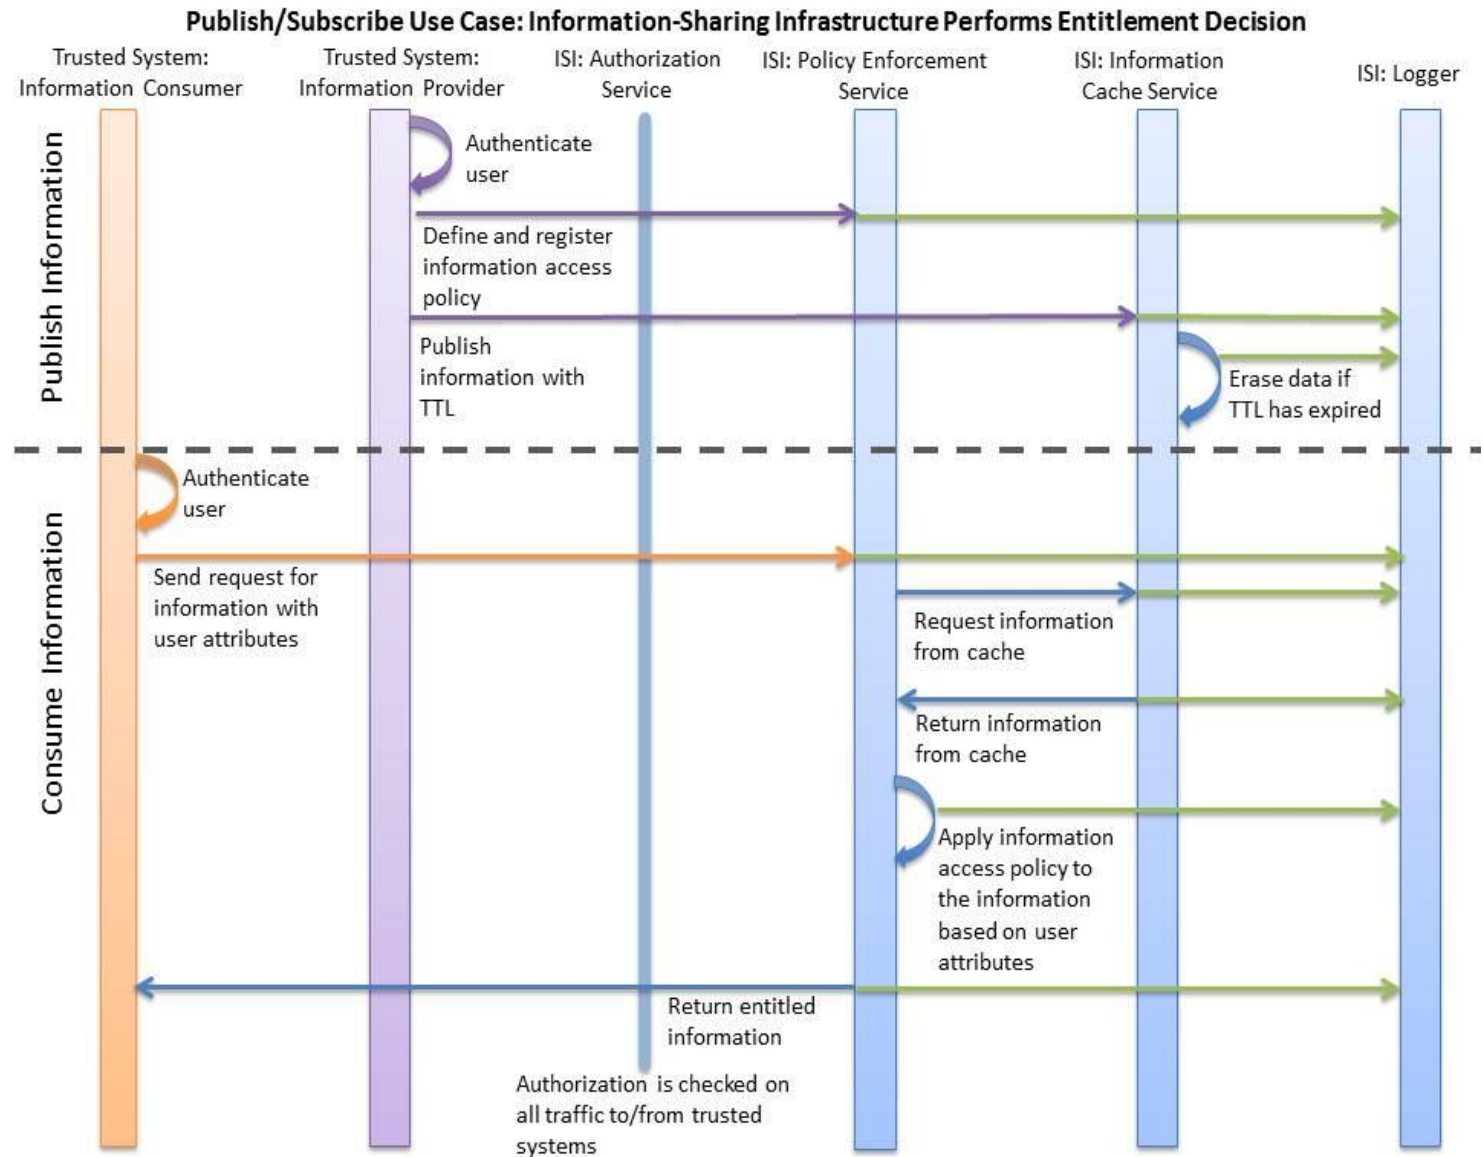 Publish/Subscribe Use Case: Information-Sharing Infrastructure Performs Entitlement Decision
Trusted System:
Information Consumer
Trusted System:
Information Provider
ISI: Authorization
Service
ISI: Policy Enforcement
Service
ISI: Information
Cache Service
ISI: Logger
Publish Information
Authenticate
user
Define and register
information access
policy
Publish
information with
TTL
Erase data if
TTL has expired
Consume Information
Authenticate
user
Send request for
information with
user attributes
Request information
from cache
Return information
from cache
Apply information
access policy to
the information
based on user
attributes
Return entitled
information
Authorization is checked on
all traffic to/from trusted
systems